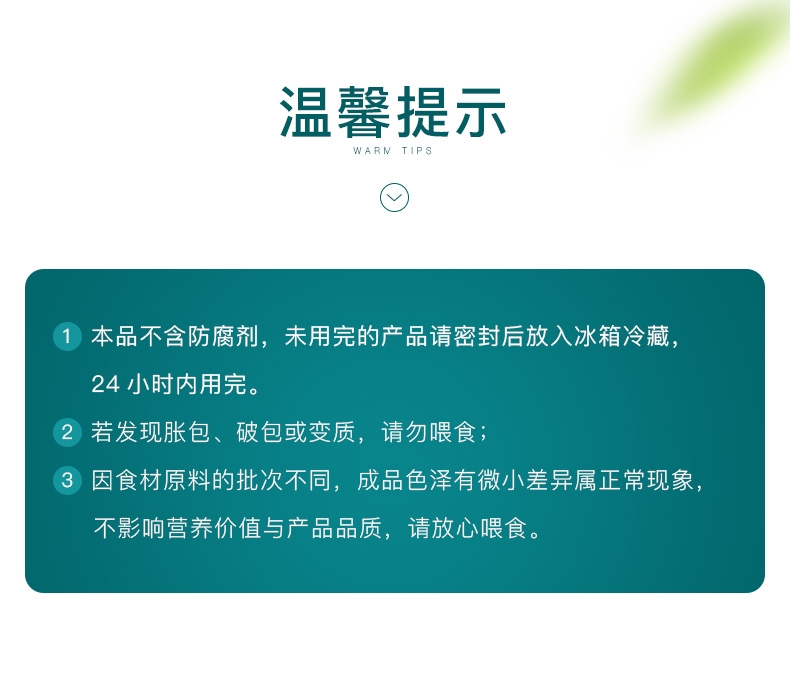 温馨提示
WARM TIPS
1 本品不含防腐剂，未用完的产品请密封后放入冰箱冷藏，
24 小时内用完。
2 若发现胀包、破包或变质，请勿喂食；
3 因食材原料的批次不同，成品色泽有微小差异属正常现象，
不影响营养价值与产品品质，请放心喂食。